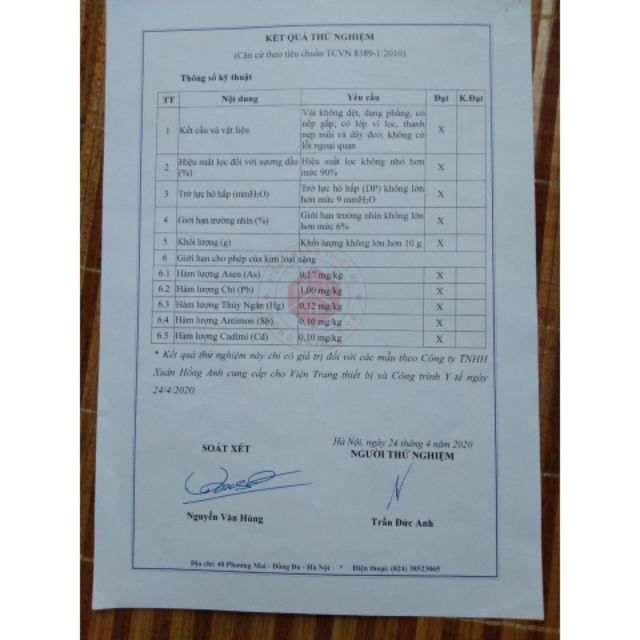 KẾT QUẢ THỬ NGHIỆM
(Căn cứ theo tiêu chuẩn TCVN 8389-1:2010)
Thông số kỹ thuật
TT Nội dung Yêu cầu Đạt K.Đạt
1 Kết cấu và vật liệu Vải không dệt, dạng phẳng, có
nếp gấp; có lớp vi lọc, thanh
nẹp mũi và dây đeo; không có
lỗi ngoại quan X
2 Hiệu suất lọc đối với sương dầu
(%) Hiệu suất lọc không nhỏ hơn
mức 90% X
3 Trở lực hô hấp (mmH₂O) Trở lực hô hấp (DP) không lớn
hơn mức 9 mmH₂O X
4 Giới hạn trường nhìn (%) Giới hạn trường nhìn không lớn
hơn mức 6% X
5 Khối lượng (g) Khối lượng không lớn hơn 10 g X
6 Giới hạn cho phép của kim loại nặng
6.1 Hàm lượng Asen (As) 0,17 mg/kg X
6.2 Hàm lượng Chì (Pb) 1,00 mg/kg X
6.3 Hàm lượng Thủy Ngân (Hg) 0,12 mg/kg X
6.4 Hàm lượng Antimon (Sb) 0,10 mg/kg X
6.5 Hàm lượng Cadimi (Cd) 0,10 mg/kg X
* Kết quả thử nghiệm này chỉ có giá trị đối với các mẫu theo Công ty TNHH
Xuân Hồng Anh cung cấp cho Viện Trang thiết bị và Công trình Y tế ngày
24/4/2020.
Hà Nội, ngày 24 tháng 4 năm 2020
SOÁT XÉT
NGƯỜI THỬ NGHIỆM
Nguyễn Văn Hùng
Trần Đức Anh
Địa chỉ: 40 Phương Mai - Đống Đa - Hà Nội * Điện thoại: (024) 38523065